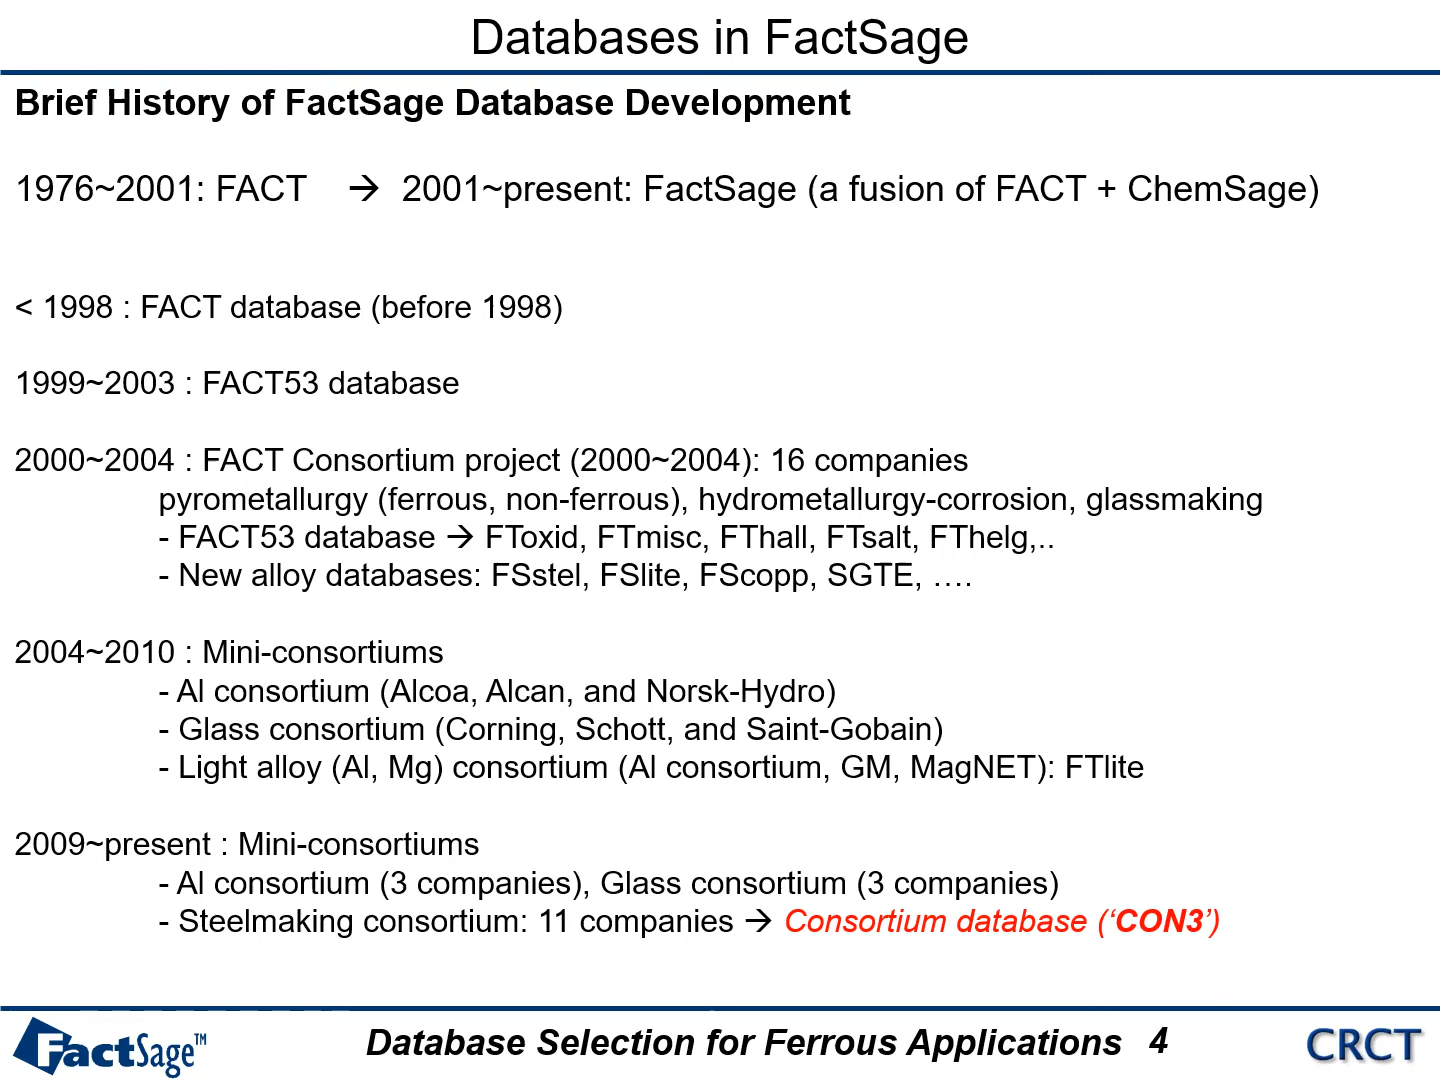 Databases in FactSage
Brief History of FactSage Database Development
1976~2001: FACT → 2001~present: FactSage (a fusion of FACT + ChemSage)
< 1998 : FACT database (before 1998)
1999~2003 : FACT53 database
2000~2004 : FACT Consortium project (2000~2004): 16 companies
pyrometallurgy (ferrous, non-ferrous), hydrometallurgy-corrosion, glassmaking
- FACT53 database → FToxid, FTmisc, FThall, FTsalt, FThelg,..
- New alloy databases: FSstel, FSlite, FScopp, SGTE, ….
2004~2010 : Mini-consortiums
- Al consortium (Alcoa, Alcan, and Norsk-Hydro)
- Glass consortium (Corning, Schott, and Saint-Gobain)
- Light alloy (Al, Mg) consortium (Al consortium, GM, MagNET): FTlite
2009~present : Mini-consortiums
- Al consortium (3 companies), Glass consortium (3 companies)
- Steelmaking consortium: 11 companies → Consortium database (‘CON3’)
FactSage™ Database Selection for Ferrous Applications 4 CRCT